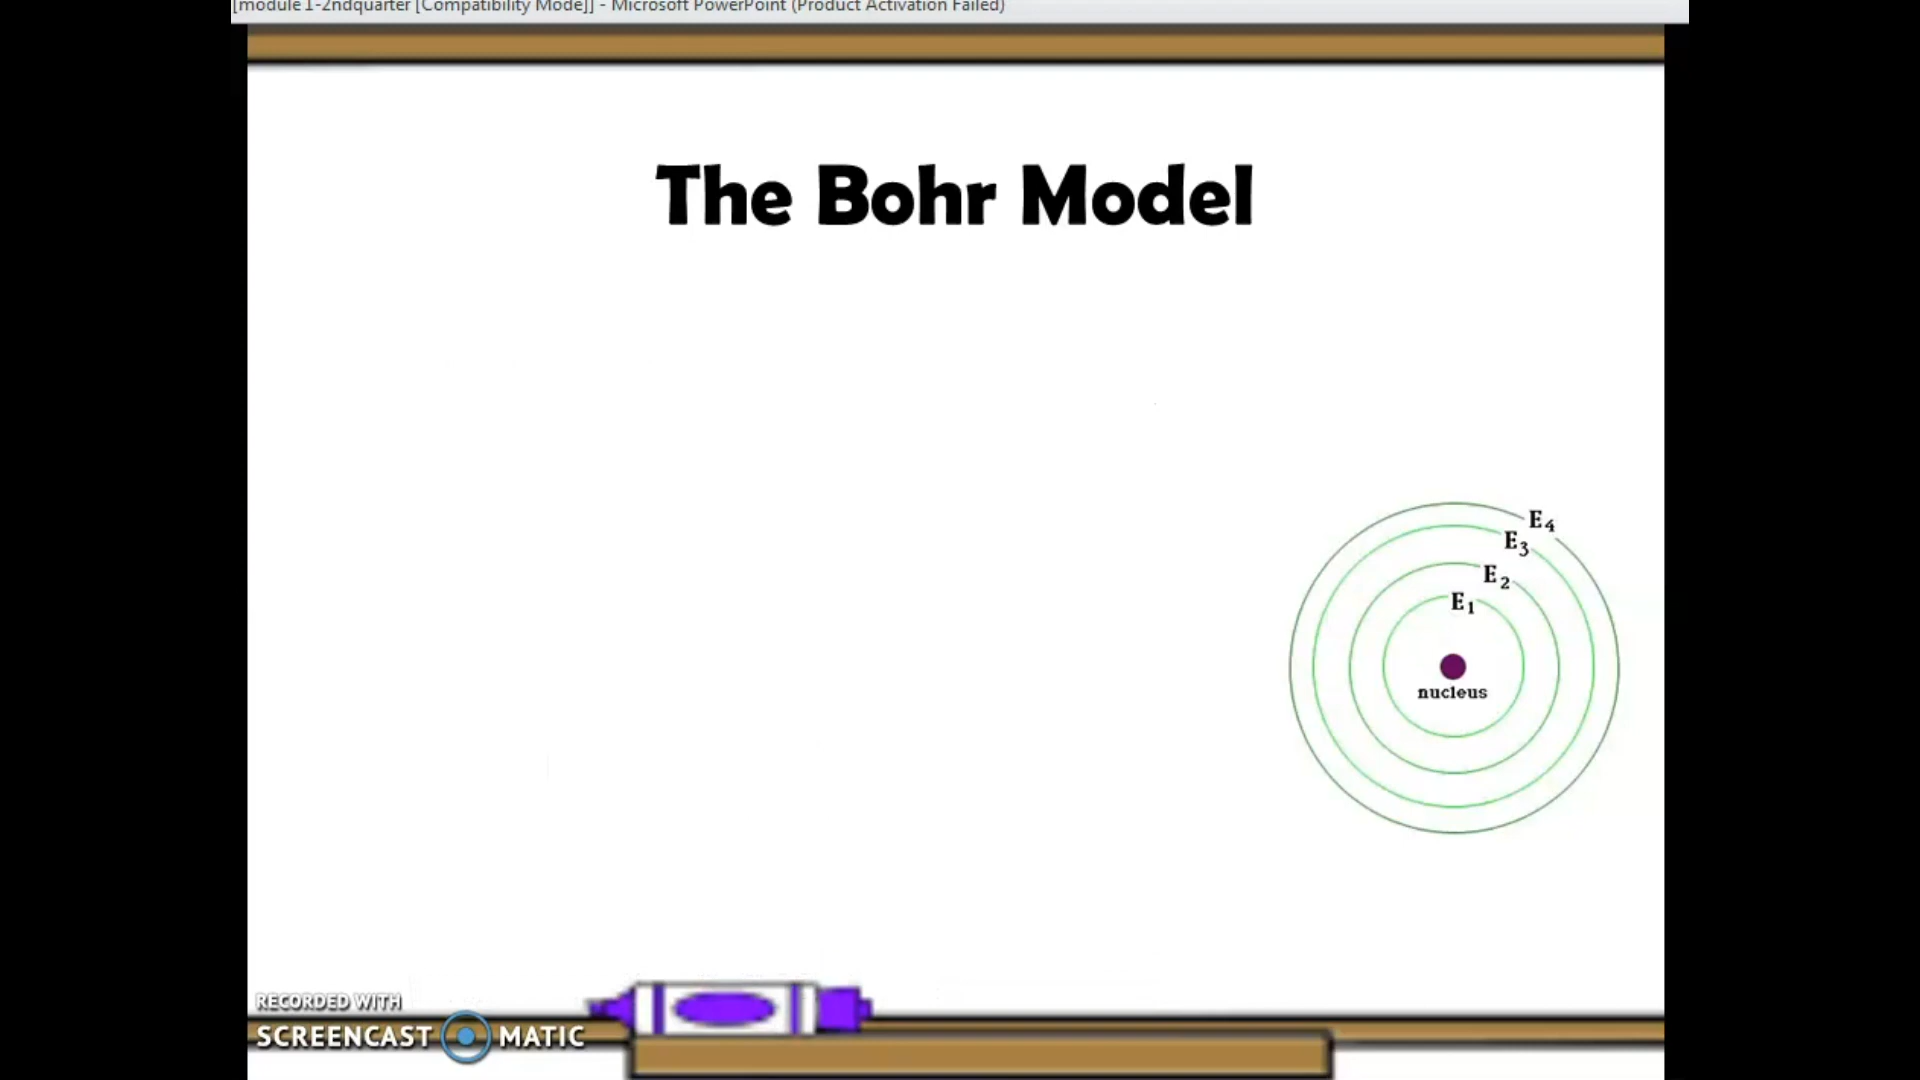 [module 1-2ndquarter [Compatibility Mode]] - Microsoft PowerPoint (Product Activation Failed)
The Bohr Model
E4
E3
E2
E1
nucleus
RECORDED WITH
SCREENCAST MATIC